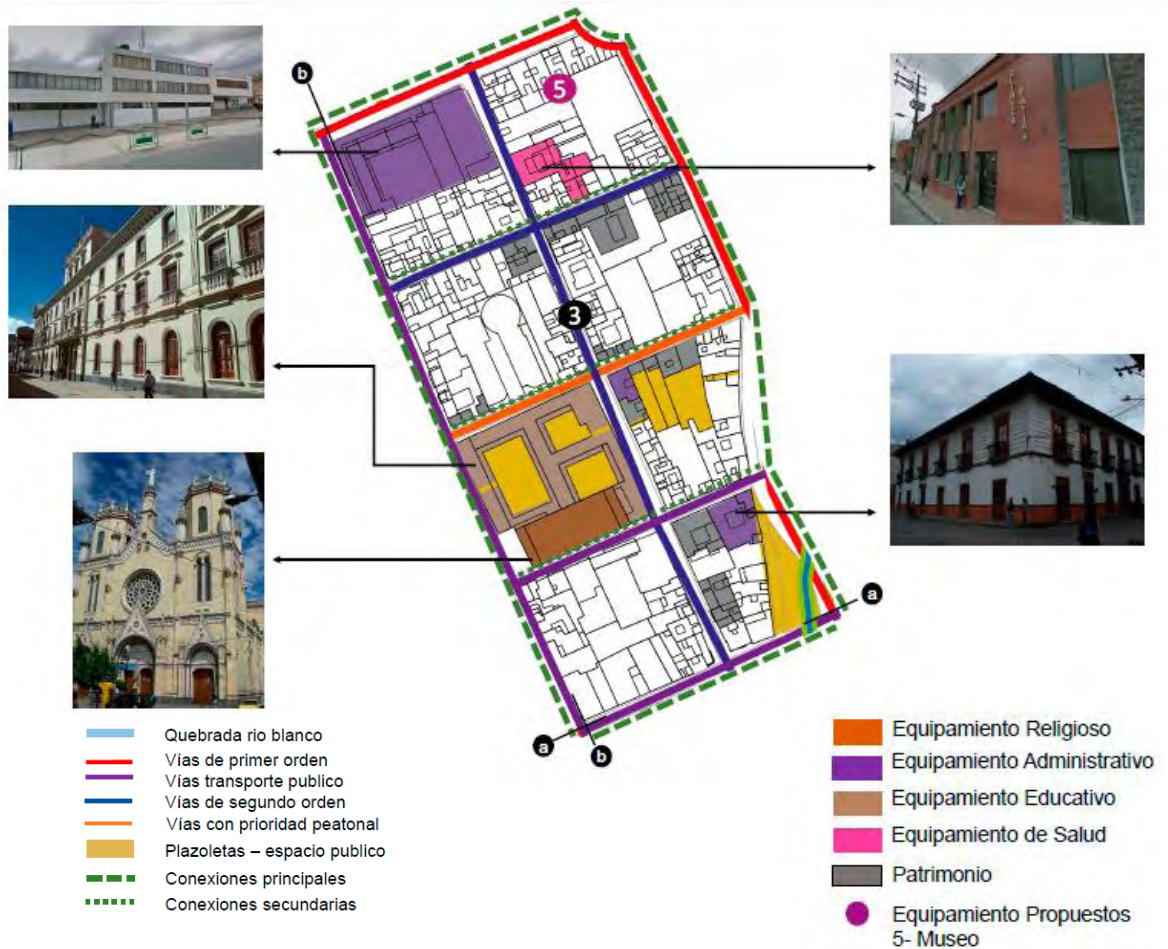 b
5
3
a
a
b
Quebrada rio blanco
Vías de primer orden
Vías transporte publico
Vías de segundo orden
Vías con prioridad peatonal
Plazoletas – espacio publico
Conexiones principales
Conexiones secundarias
Equipamiento Religioso
Equipamiento Administrativo
Equipamiento Educativo
Equipamiento de Salud
Patrimonio
Equipamiento Propuestos
5- Museo